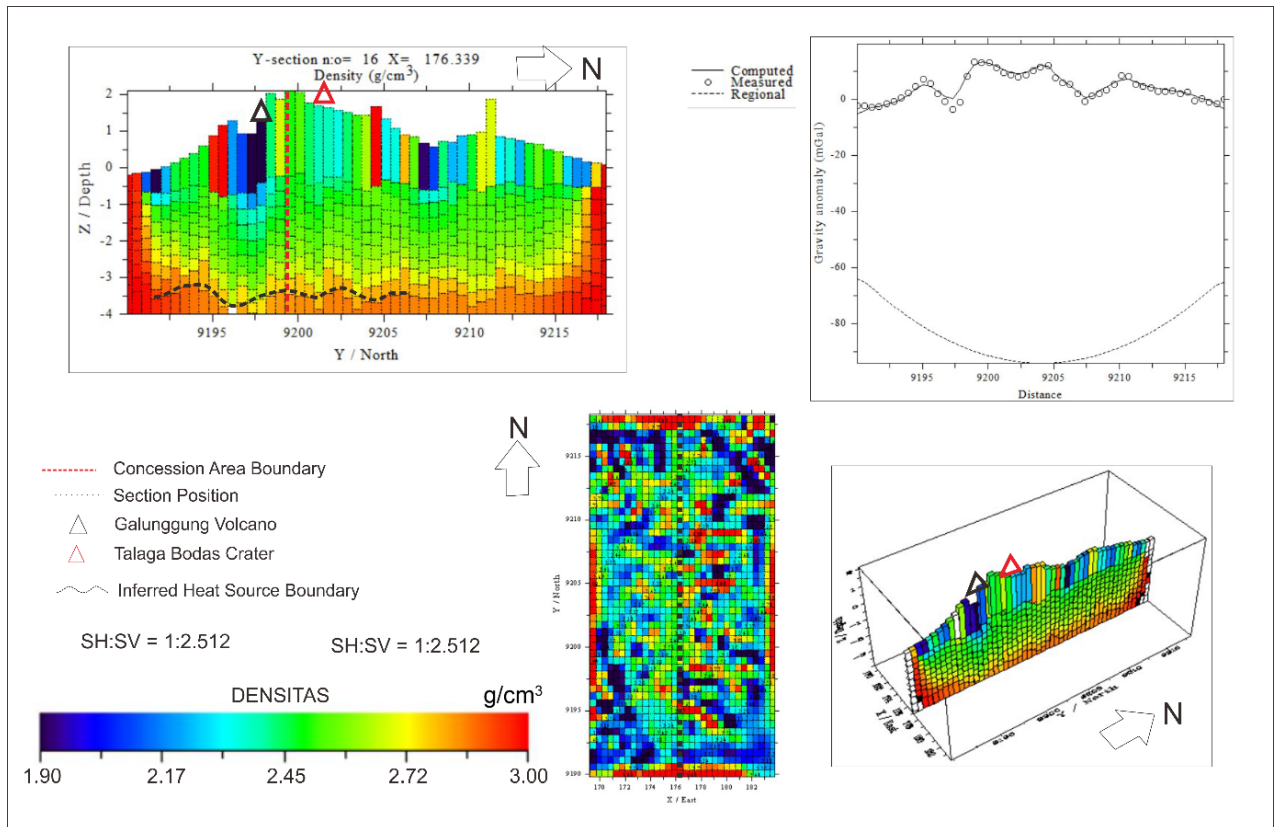 Y-section n:o= 16 X= 176.339
Density (g/cm3)
N
2
1
0
-1
-2
-3
-4
Z / Depth
9195 9200 9205 9210 9215
Y / North
Computed
Measured
Regional
0
-20
-40
-60
-80
Gravity anomaly (mGal)
9195 9200 9205 9210 9215
Distance
N
Concession Area Boundary
Section Position
Galunggung Volcano
Talaga Bodas Crater
Inferred Heat Source Boundary
SH:SV = 1:2.512 SH:SV = 1:2.512
DENSITAS g/cm3
1.90 2.17 2.45 2.72 3.00
9215
9210
9205
9200
9195
9190
Y / North
170 172 174 176 178 180 182
X / East
Y / North
N